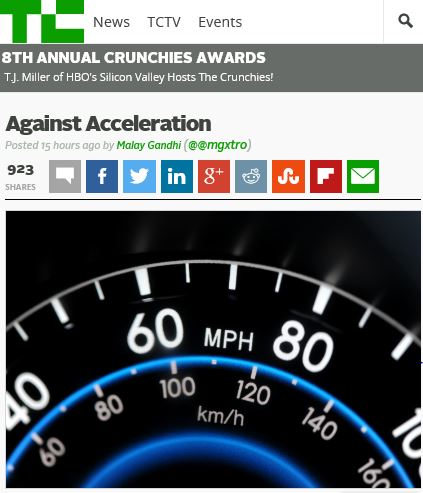 TC News TCTV Events
8TH ANNUAL CRUNCHIES AWARDS
T.J. Miller of HBO's Silicon Valley Hosts The Crunchies!
Against Acceleration
Posted 15 hours ago by Malay Gandhi (@@mgxtro)
923
SHARES
f in g+
60 MPH 80
40 80 100 120 140 100
km/h
60 160